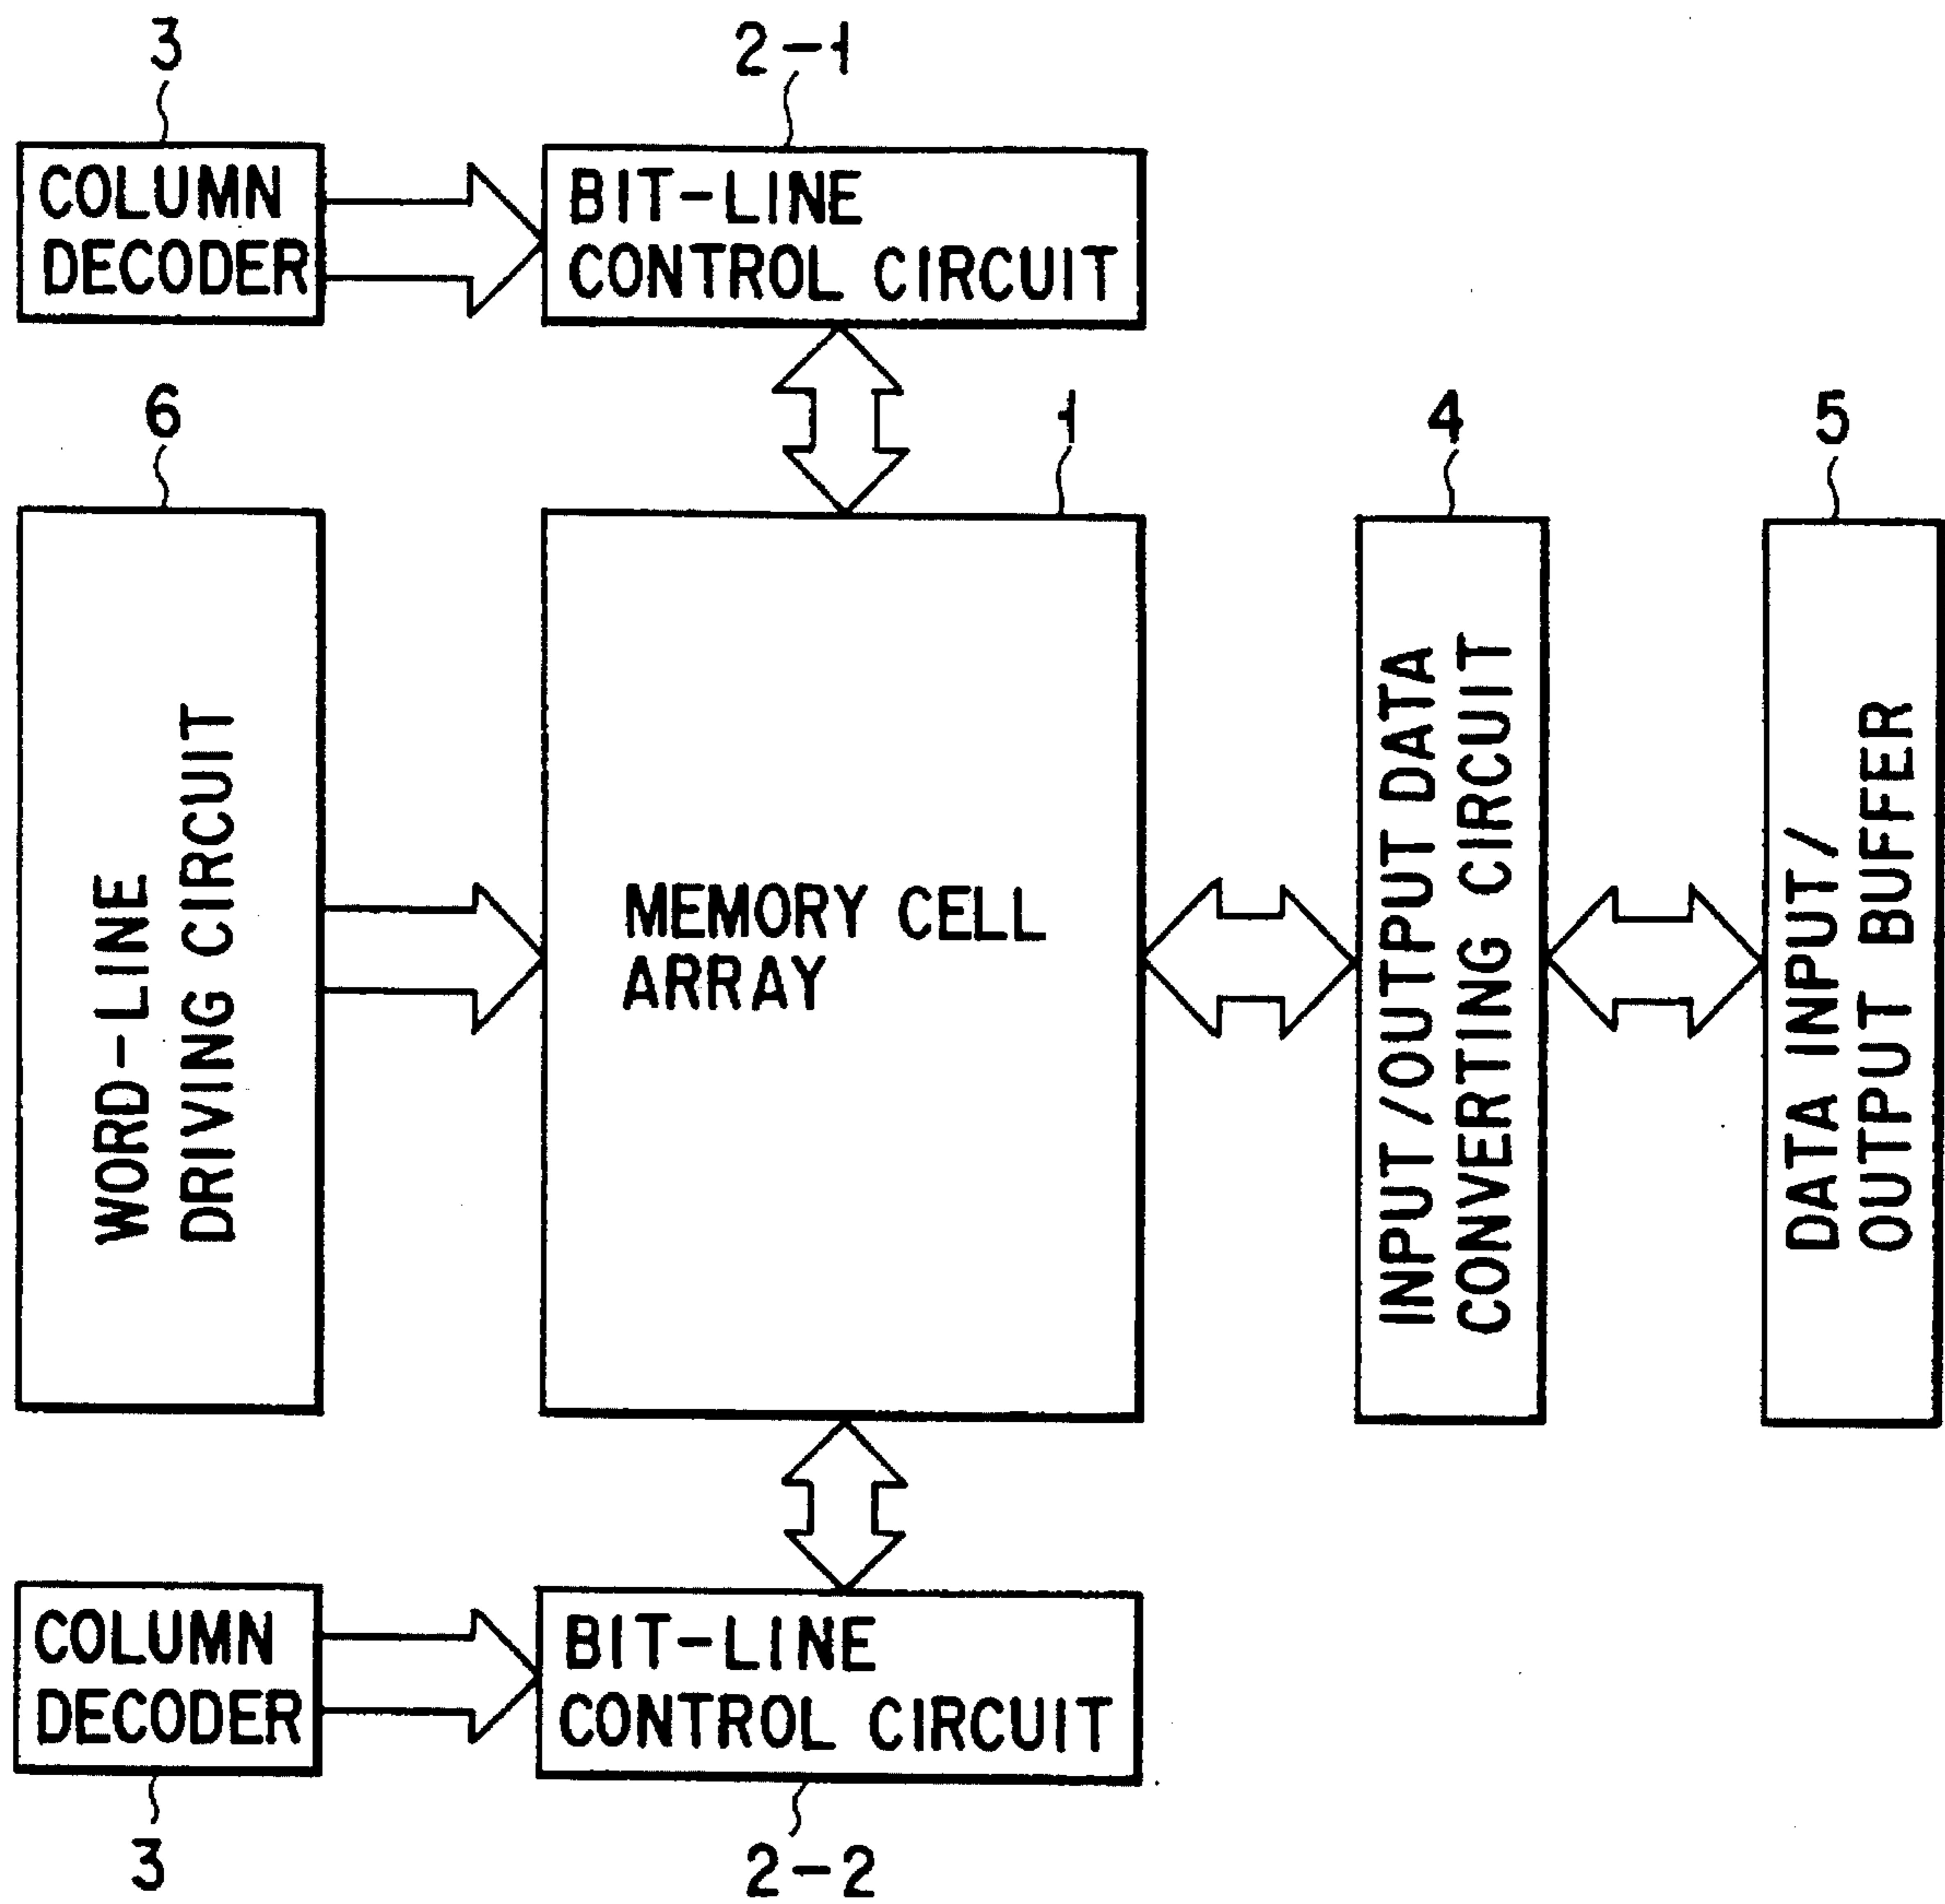 3
2-1
COLUMN
DECODER
BIT-LINE
CONTROL CIRCUIT
6
1
4
5
WORD-LINE
DRIVING CIRCUIT
MEMORY CELL
ARRAY
INPUT/OUTPUT DATA
CONVERTING CIRCUIT
DATA INPUT/
OUTPUT BUFFER
COLUMN
DECODER
BIT-LINE
CONTROL CIRCUIT
3
2-2